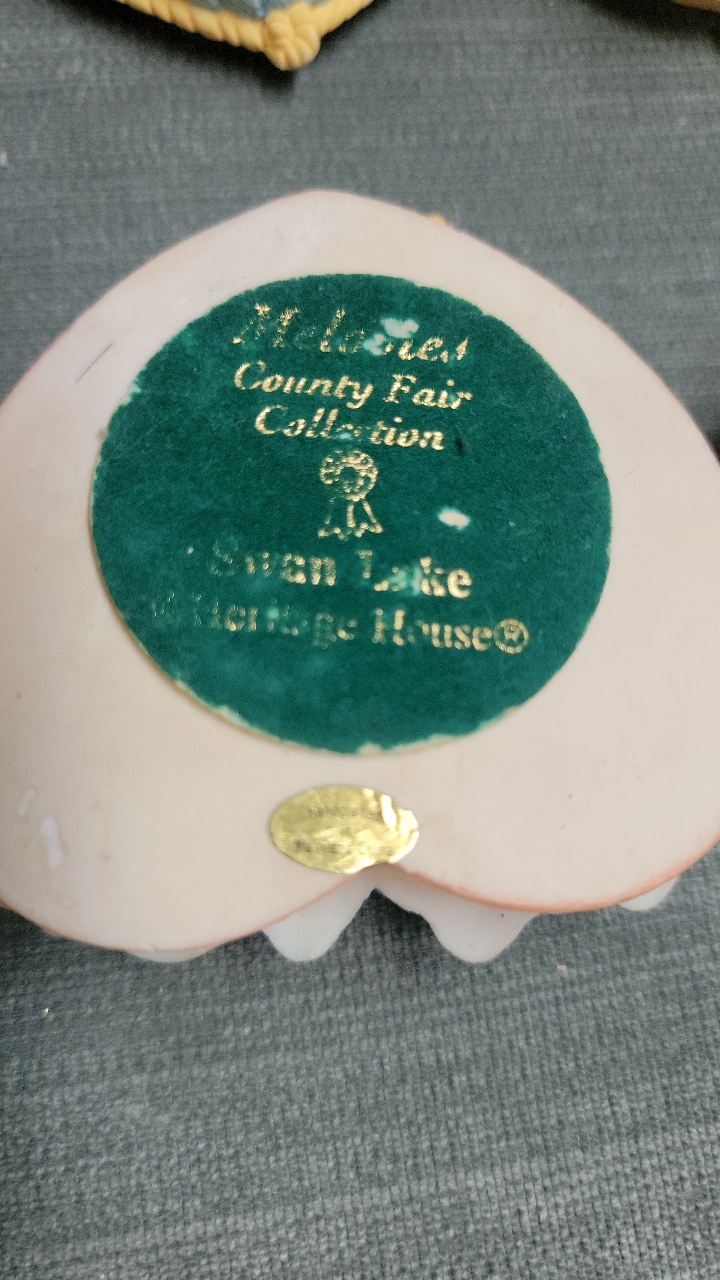 Melodies
County Fair
Collection
Swan Lake
©Heritage House®